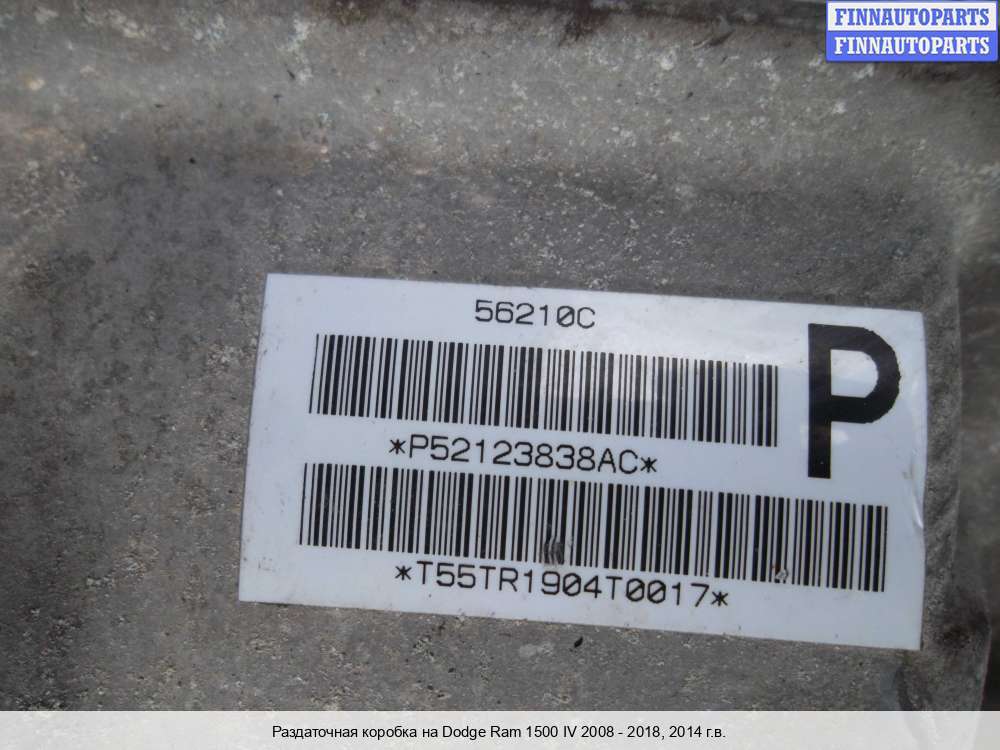 FINNAUTOPARTS
FINNAUTOPARTS
56210C
P
*P52123838AC*
*T55TR1904T0017*
Раздаточная коробка на Dodge Ram 1500 IV 2008 - 2018, 2014 г.в.